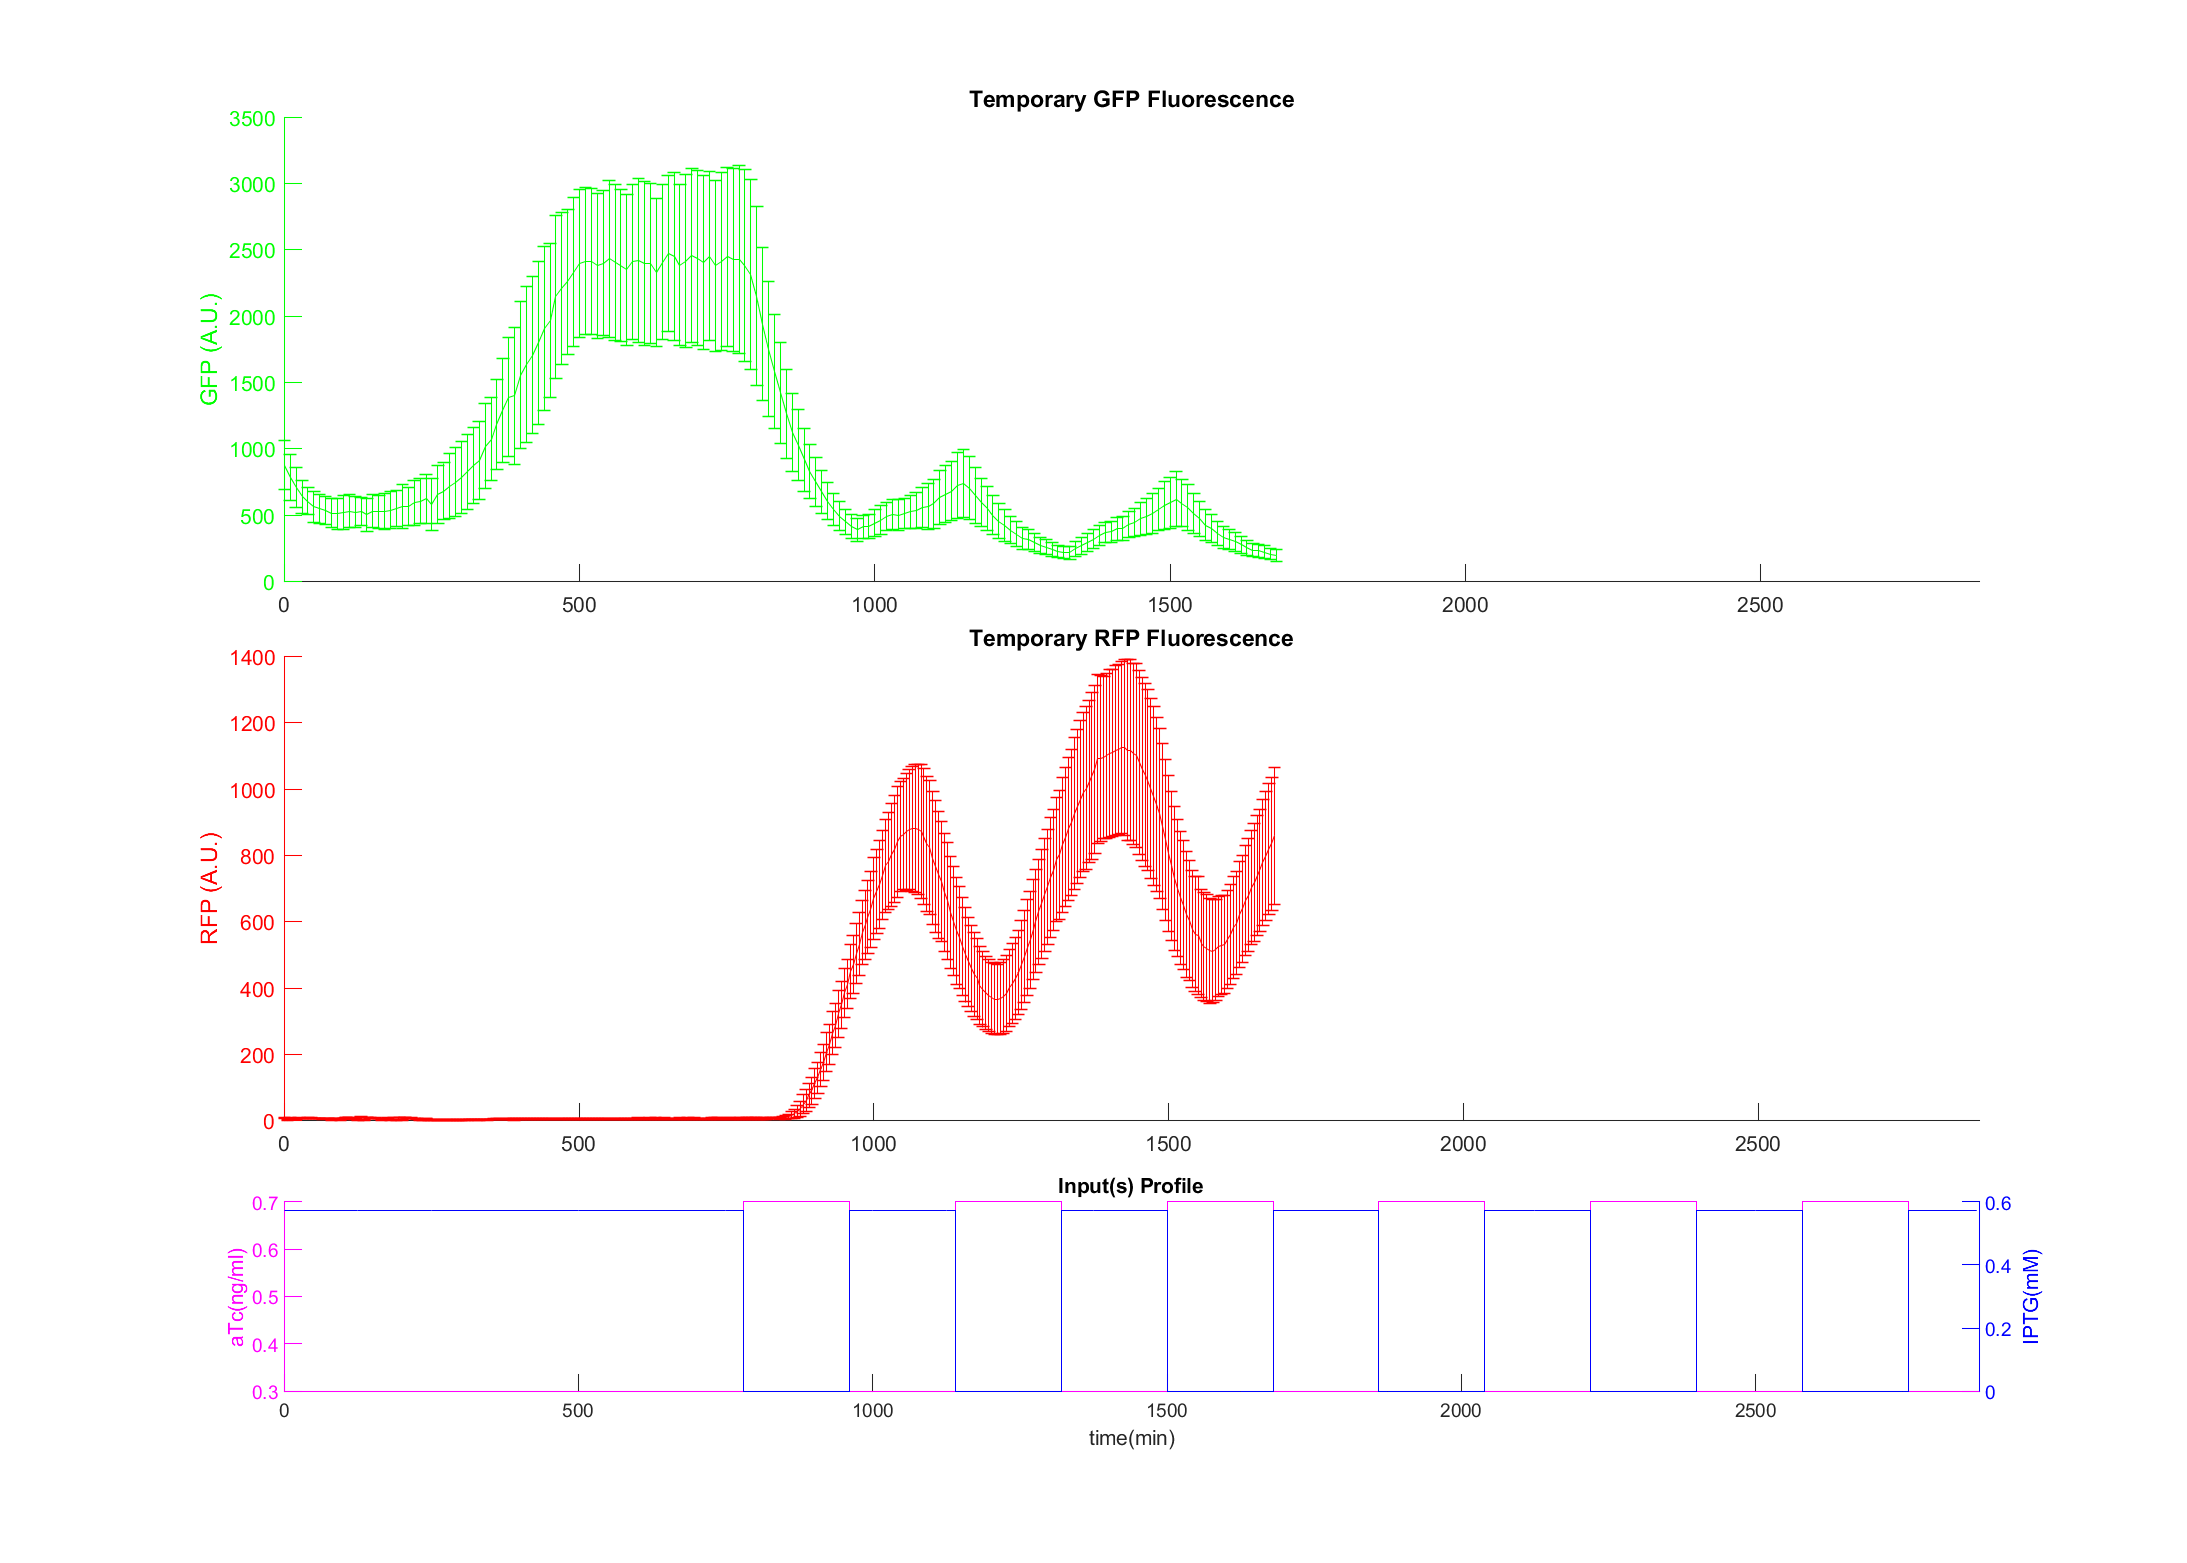 Temporary GFP Fluorescence
3500
3000
2500
2000
1500
1000
500
0
GFP (A.U.)
0 500 1000 1500 2000 2500
Temporary RFP Fluorescence
1400
1200
1000
800
600
400
200
0
RFP (A.U.)
0 500 1000 1500 2000 2500
Input(s) Profile
0.7
0.6
0.5
0.4
0.3
aTc(ng/ml)
0.6
0.4
0.2
0
IPTG(mM)
0 500 1000 1500 2000 2500
time(min)